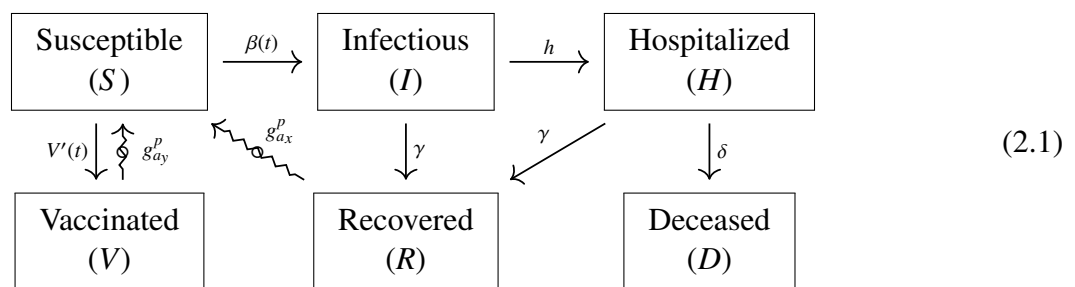 Susceptible
(S)
β(t)
Infectious
(I)
h
Hospitalized
(H)
V′(t)
g^p_{a_y}
g^p_{a_x}
γ
γ
δ
(2.1)
Vaccinated
(V)
Recovered
(R)
Deceased
(D)